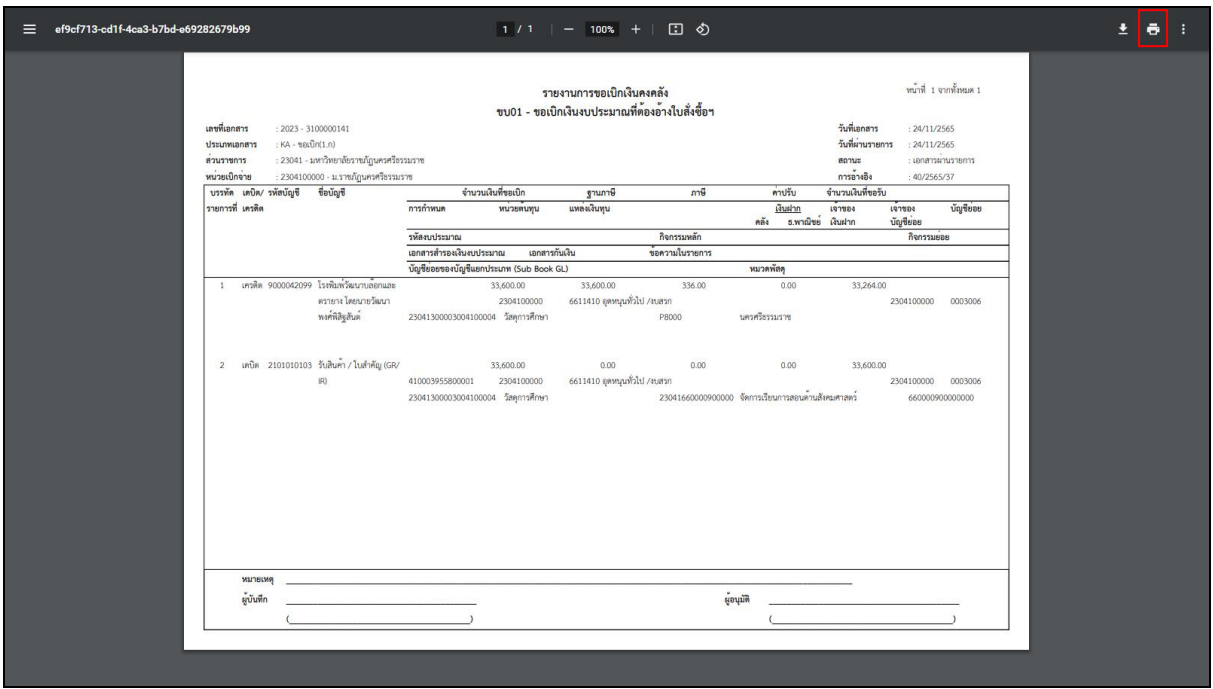 ef9cf713-cd1f-4ca3-b7bd-e69282679b99 1 / 1 100%
รายงานการขอเบิกเงินคงคลัง หน้าที่ 1 จากทั้งหมด 1
ขบ01 - ขอเบิกเงินงบประมาณที่ต้องอ้างใบสั่งซื้อฯ
เลขที่เอกสาร : 2023 - 3100000141 วันที่เอกสาร : 24/11/2565
ประเภทเอกสาร : KA - ขอเบิก(1.ก) วันที่ผ่านรายการ : 24/11/2565
ส่วนราชการ : 23041 - มหาวิทยาลัยราชภัฏนครศรีธรรมราช สถานะ : เอกสารผ่านรายการ
หน่วยเบิกจ่าย : 2304100000 - ม.ราชภัฏนครศรีธรรมราช การอ้างอิง : 40/2565/37
บรรทัด เดบิต/ รหัสบัญชี ชื่อบัญชี จำนวนเงินที่ขอเบิก ฐานภาษี ภาษี ค่าปรับ จำนวนเงินที่ขอรับ
รายการที่ เครดิต การกำหนด หน่วยต้นทุน แหล่งเงินทุน เงินฝาก เจ้าของ เจ้าของ บัญชีย่อย
คลัง ธ.พาณิชย์ เงินฝาก บัญชีย่อย
รหัสงบประมาณ กิจกรรมหลัก กิจกรรมย่อย
เอกสารสำรองเงินงบประมาณ เอกสารกันเงิน ข้อความในรายการ
บัญชีย่อยของบัญชีแยกประเภท (Sub Book GL) หมวดพัสดุ
1 เครดิต 9000042099 โรงพิมพ์วัฒนาบล็อกและ 33,600.00 33,600.00 336.00 0.00 33,264.00
ตรายาง โดยนายวัฒนา 2304100000 6611410 อุดหนุนทั่วไป /งบสรก 2304100000 0003006
พงศ์พิสิฐสันต์ 23041300003004100004 วัสดุการศึกษา P8000 นครศรีธรรมราช
2 เดบิต 2101010103 รับสินค้า / ใบสำคัญ (GR/ 33,600.00 0.00 0.00 0.00 33,600.00
IR) 410003955800001 2304100000 6611410 อุดหนุนทั่วไป /งบสรก 2304100000 0003006
23041300003004100004 วัสดุการศึกษา 23041660000900000 จัดการเรียนการสอนด้านสังคมศาสตร์ 660000900000000
หมายเหตุ
ผู้บันทึก ผู้อนุมัติ
( ) ( )